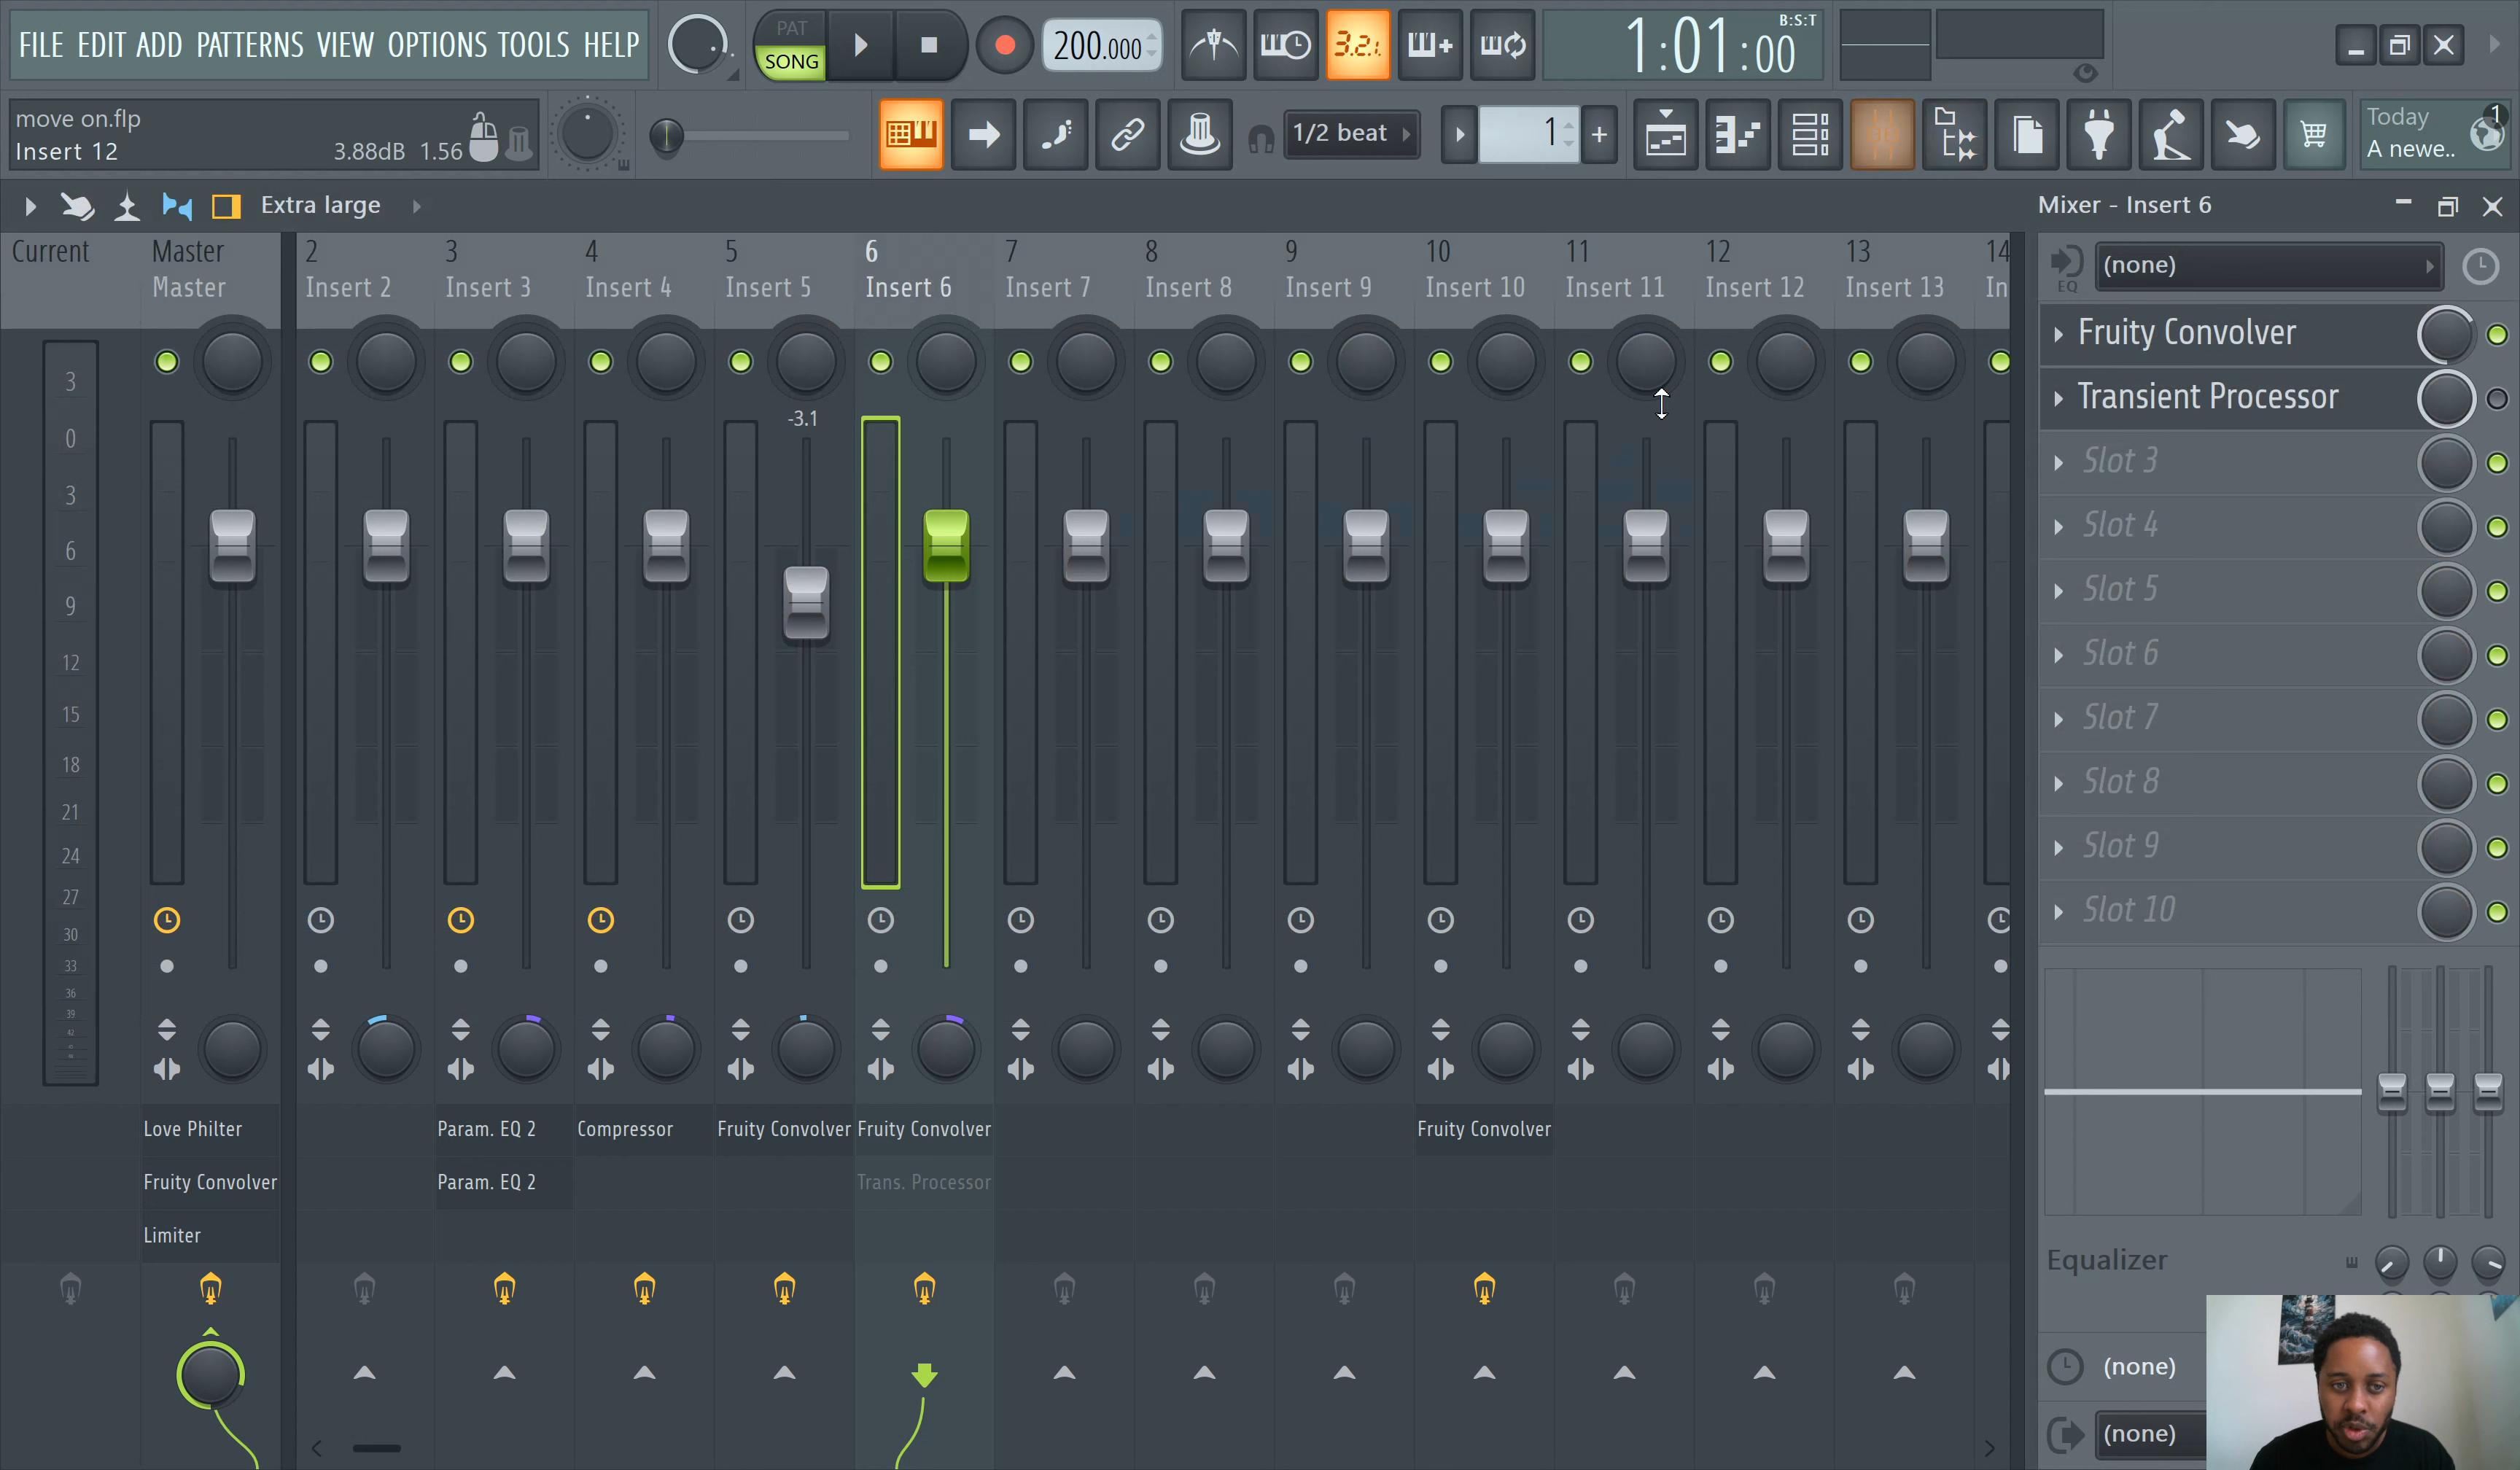 FILE EDIT ADD PATTERNS VIEW OPTIONS TOOLS HELP
PAT
SONG
200.000
3.2.1
B:S:T
1:01:00
move on.flp
Insert 12
3.88dB 1.56
1/2 beat
1
+
Today
1
A newe..
Extra large
Mixer - Insert 6
Current
Master
2
3
4
5
6
7
8
9
10
11
12
13
14
Master
Insert 2
Insert 3
Insert 4
Insert 5
Insert 6
Insert 7
Insert 8
Insert 9
Insert 10
Insert 11
Insert 12
Insert 13
In
EQ
(none)
Fruity Convolver
Transient Processor
Slot 3
Slot 4
Slot 5
Slot 6
Slot 7
Slot 8
Slot 9
Slot 10
-3.1
3
0
3
6
9
12
15
18
21
24
27
30
33
36
39
42
Love Philter
Param. EQ 2
Compressor
Fruity Convolver
Fruity Convolver
Fruity Convolver
Fruity Convolver
Param. EQ 2
Trans. Processor
Limiter
Equalizer
(none)
(none)